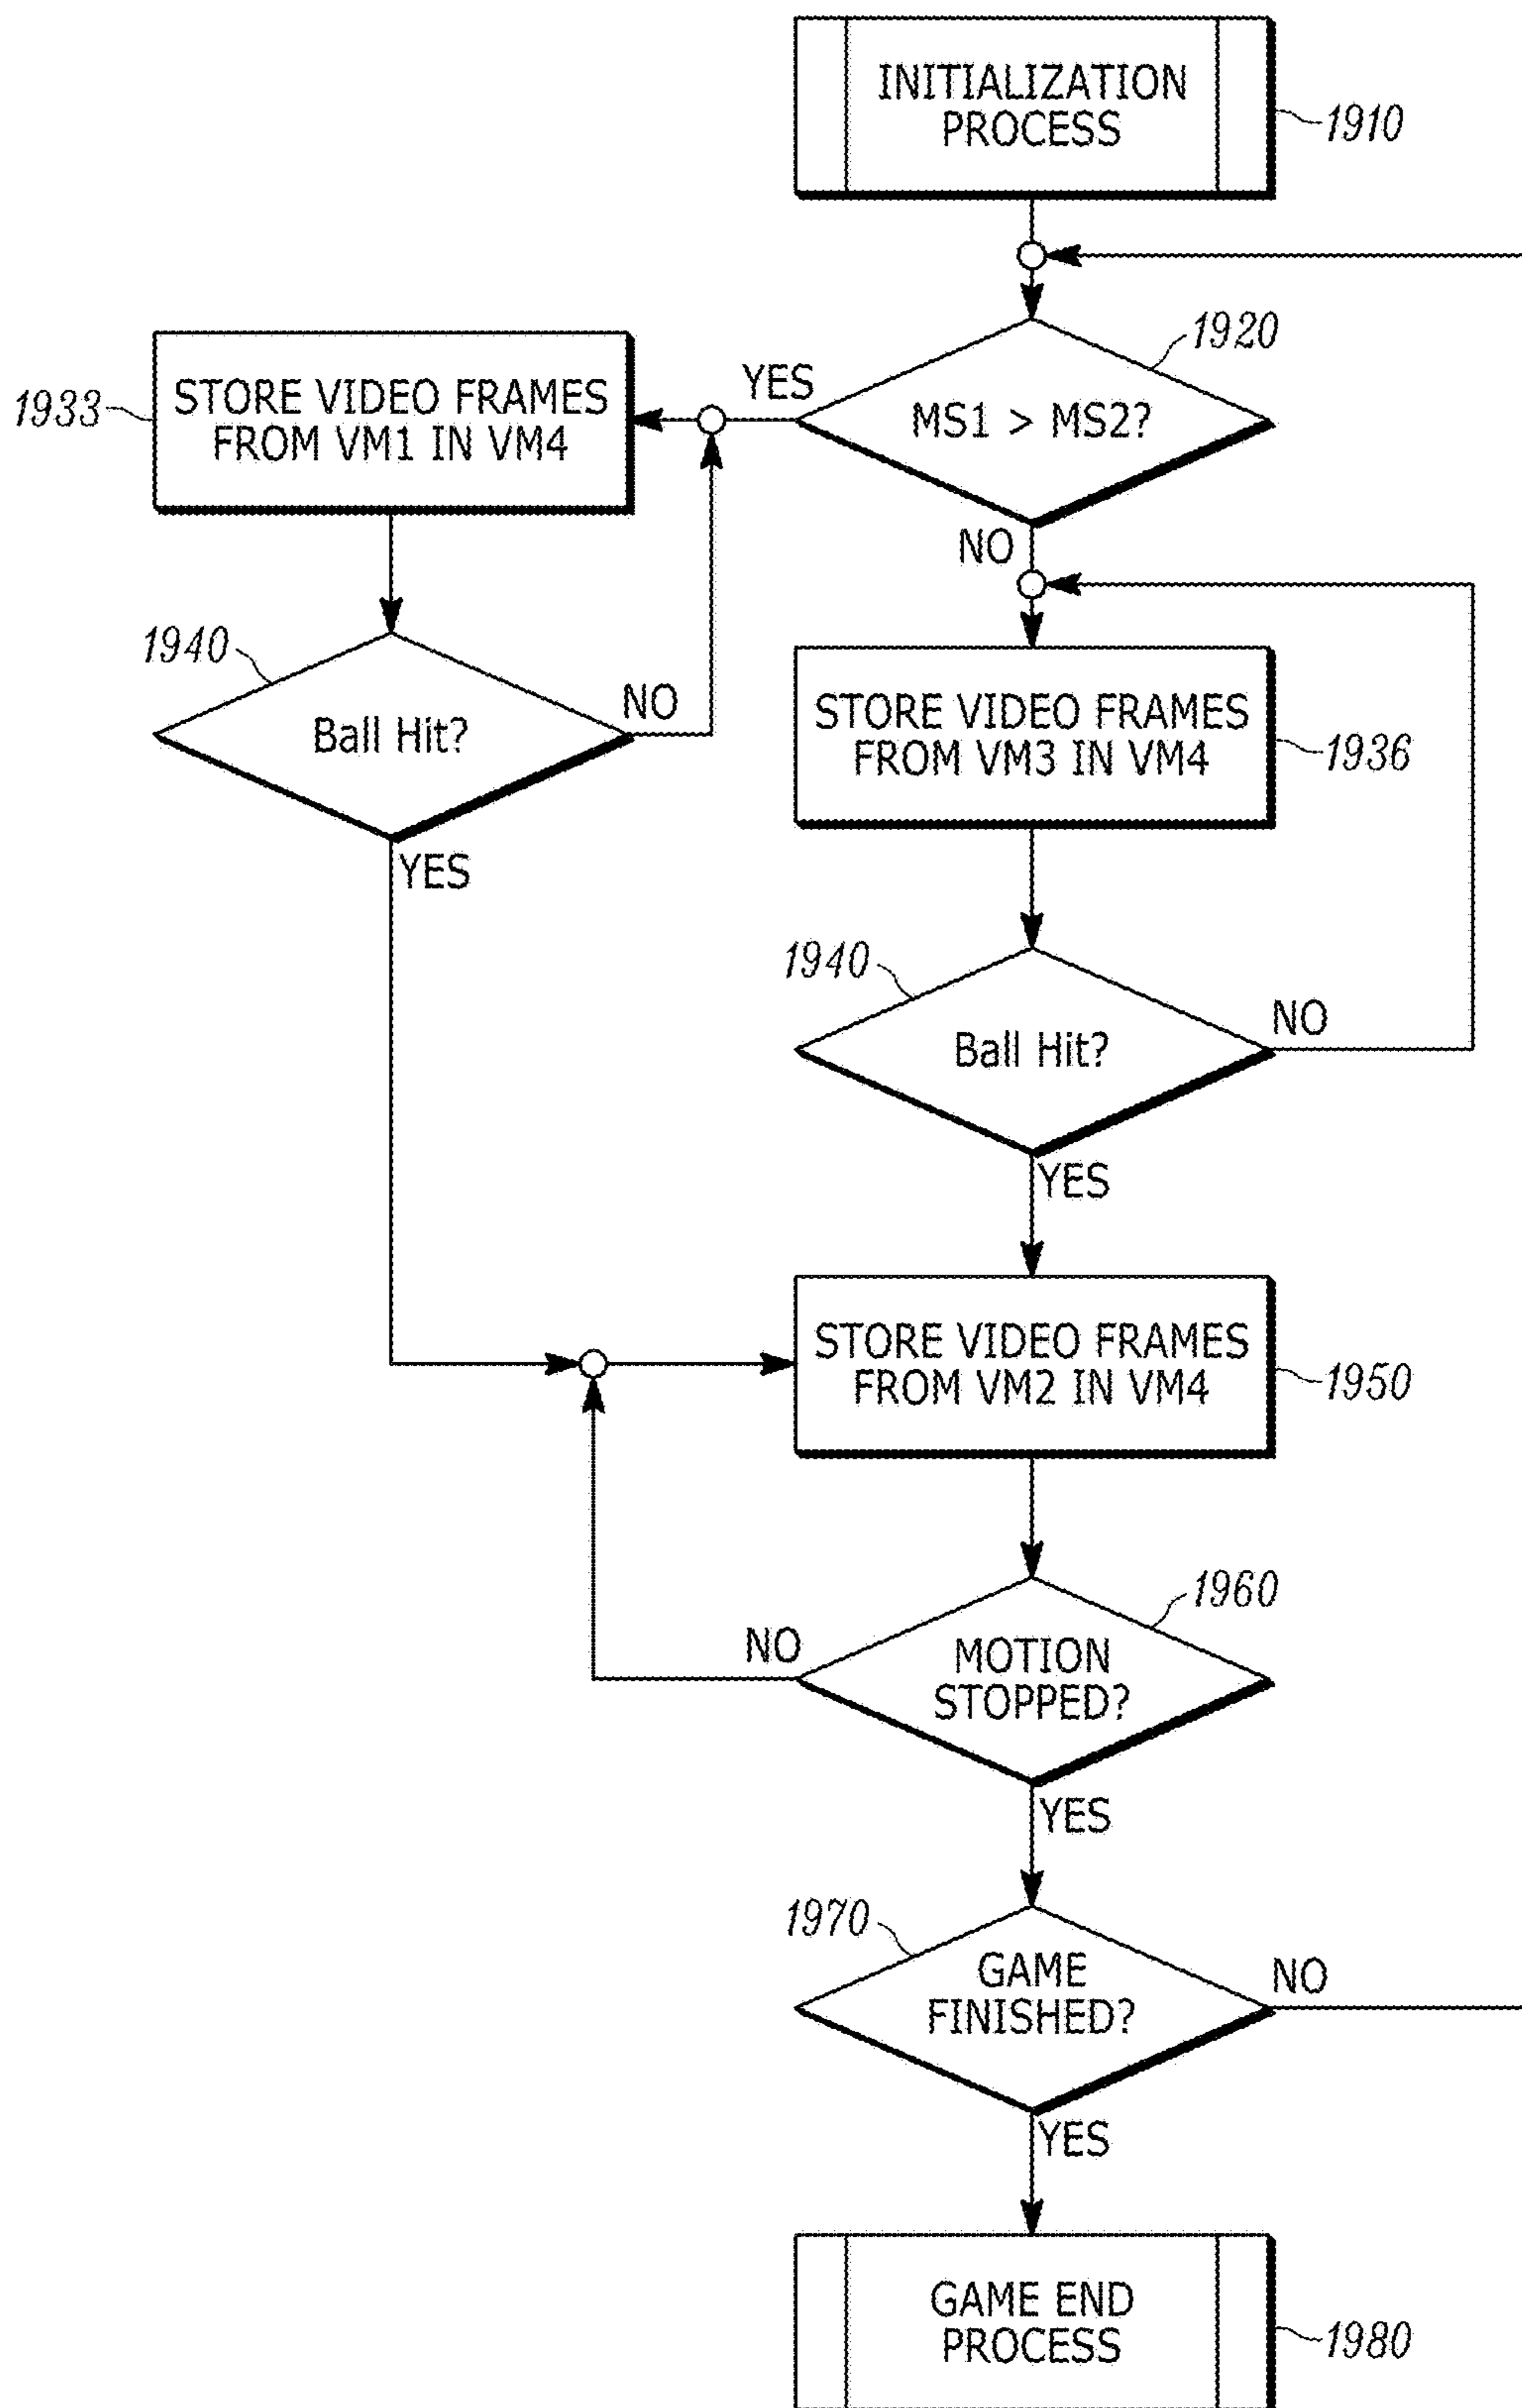 INITIALIZATION
PROCESS
1910
1920
YES
MS1 > MS2?
NO
1933
STORE VIDEO FRAMES
FROM VM1 IN VM4
1940
Ball Hit?
NO
YES
STORE VIDEO FRAMES
FROM VM3 IN VM4
1936
1940
Ball Hit?
NO
YES
STORE VIDEO FRAMES
FROM VM2 IN VM4
1950
1960
NO
MOTION
STOPPED?
YES
1970
GAME
FINISHED?
NO
YES
GAME END
PROCESS
1980